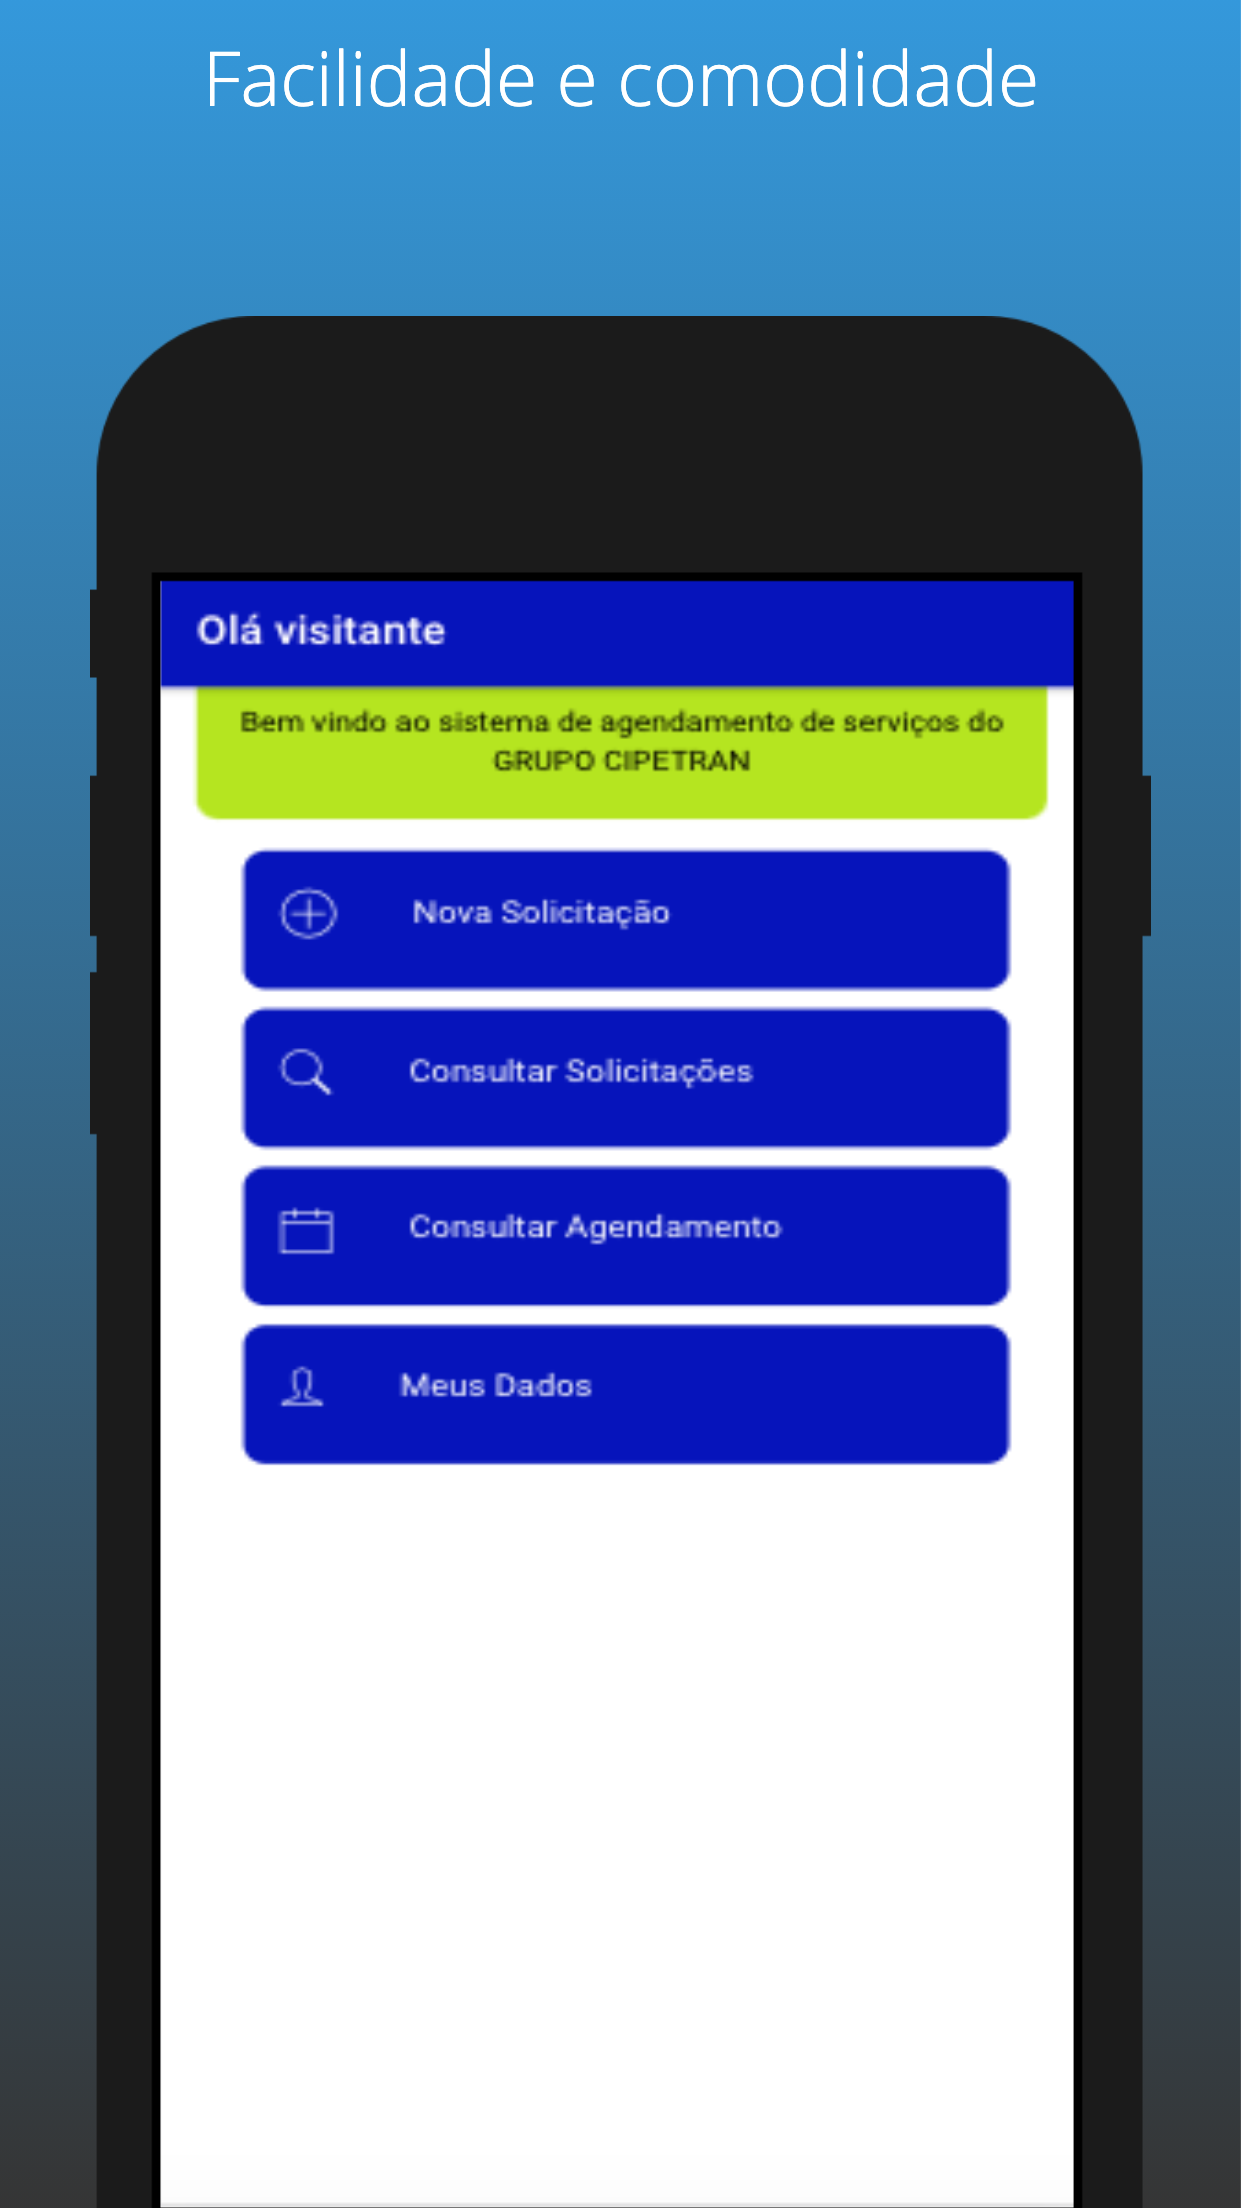 Facilidade e comodidade
Olá visitante
Bem vindo ao sistema de agendamento de serviços do
GRUPO CIPETRAN
Nova Solicitação
Consultar Solicitações
Consultar Agendamento
Meus Dados